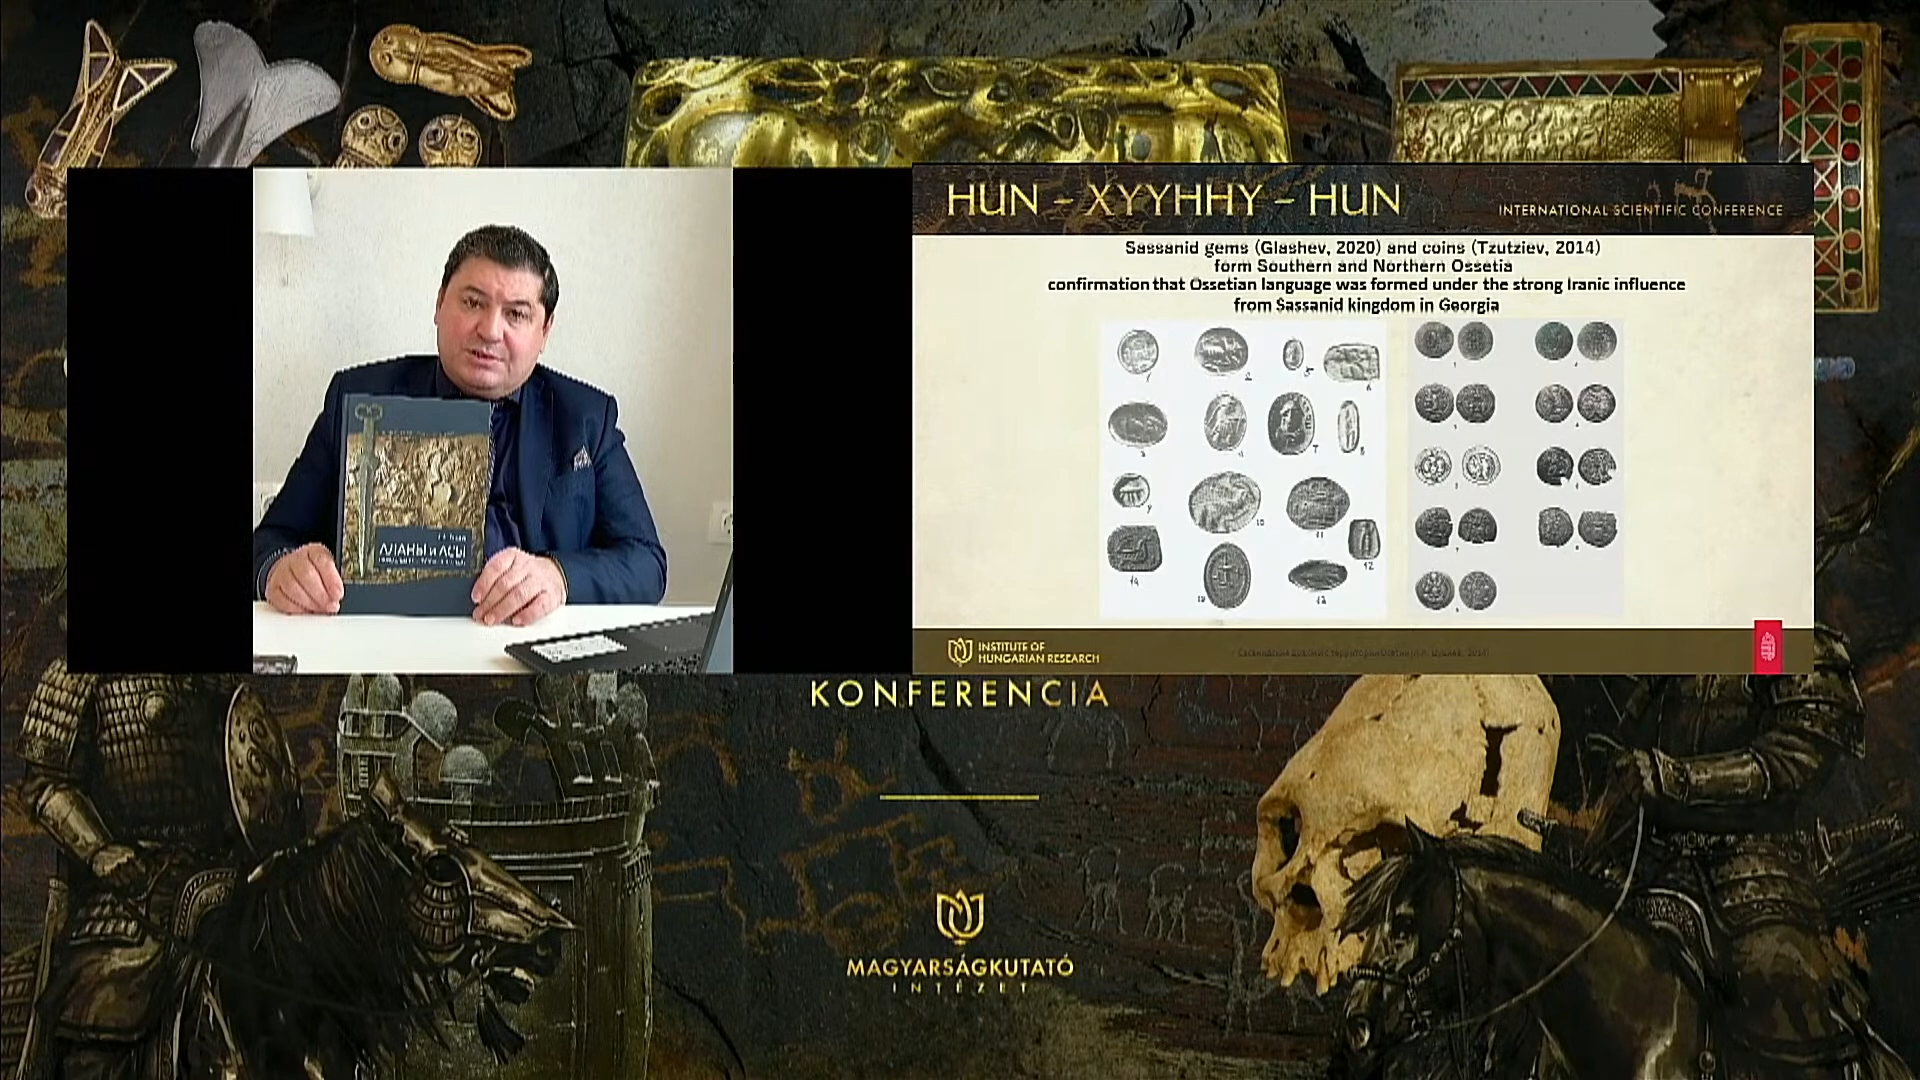 HUN - ХУҮННҮ - HUN
INTERNATIONAL SCIENTIFIC CONFERENCE
Sassanid gems (Glashev, 2020) and coins (Tzutziev, 2014)
form Southern and Northern Ossetia
confirmation that Ossetian language was formed under the strong Iranic influence
from Sassanid kingdom in Georgia
АЛАНЫ и АСЫ
INSTITUTE OF
HUNGARIAN RESEARCH
KONFERENCIA
MAGYARSÁGKUTATÓ
INTÉZET